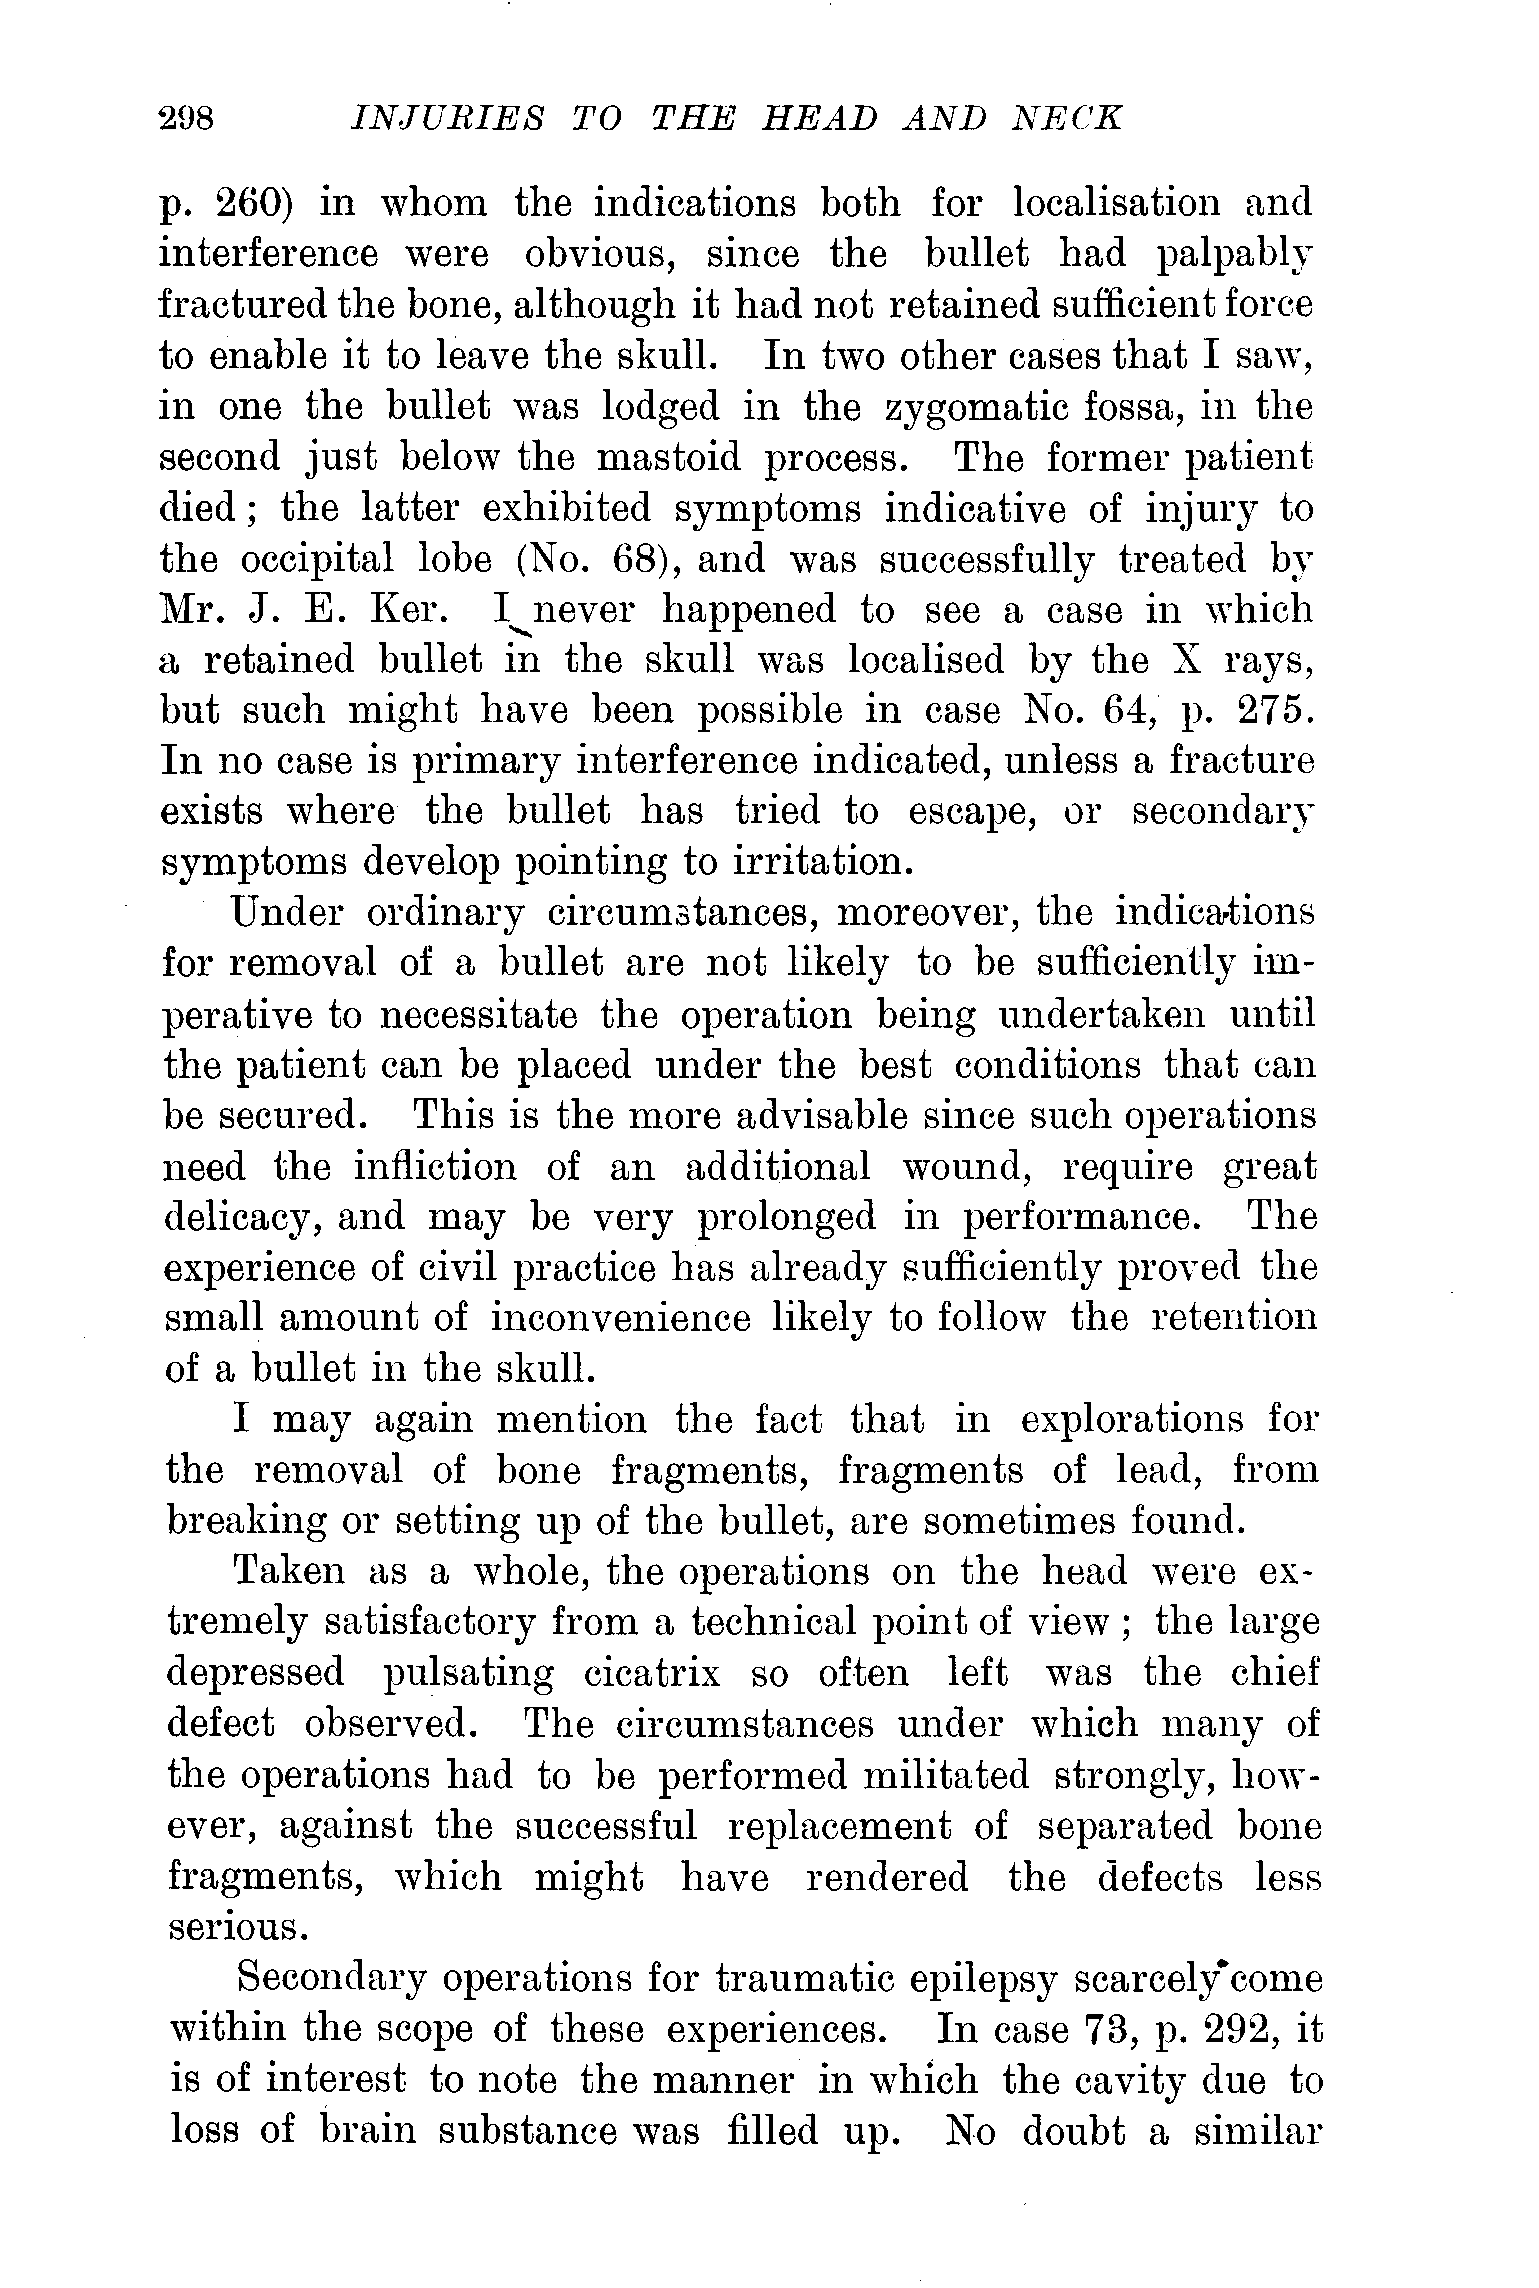 298 INJURIES TO THE HEAD AND NECK
p. 260) in whom the indications both for localisation and
interference were obvious, since the bullet had palpably
fractured the bone, although it had not retained sufficient force
to enable it to leave the skull. In two other cases that I saw,
in one the bullet was lodged in the zygomatic fossa, in the
second just below the mastoid process. The former patient
died ; the latter exhibited symptoms indicative of injury to
the occipital lobe (No. 68), and was successfully treated by
Mr. J. E. Ker. I never happened to see a case in which
a retained bullet in the skull was localised by the X rays,
but such might have been possible in case No. 64, p. 275.
In no case is primary interference indicated, unless a fracture
exists where the bullet has tried to escape, or secondary
symptoms develop pointing to irritation.
Under ordinary circumstances, moreover, the indications
for removal of a bullet are not likely to be sufficiently im-
perative to necessitate the operation being undertaken until
the patient can be placed under the best conditions that can
be secured. This is the more advisable since such operations
need the infliction of an additional wound, require great
delicacy, and may be very prolonged in performance. The
experience of civil practice has already sufficiently proved the
small amount of inconvenience likely to follow the retention
of a bullet in the skull.
I may again mention the fact that in explorations for
the removal of bone fragments, fragments of lead, from
breaking or setting up of the bullet, are sometimes found.
Taken as a whole, the operations on the head were ex-
tremely satisfactory from a technical point of view ; the large
depressed pulsating cicatrix so often left was the chief
defect observed. The circumstances under which many of
the operations had to be performed militated strongly, how-
ever, against the successful replacement of separated bone
fragments, which might have rendered the defects less
serious.
Secondary operations for traumatic epilepsy scarcely come
within the scope of these experiences. In case 73, p. 292, it
is of interest to note the manner in which the cavity due to
loss of brain substance was filled up. No doubt a similar